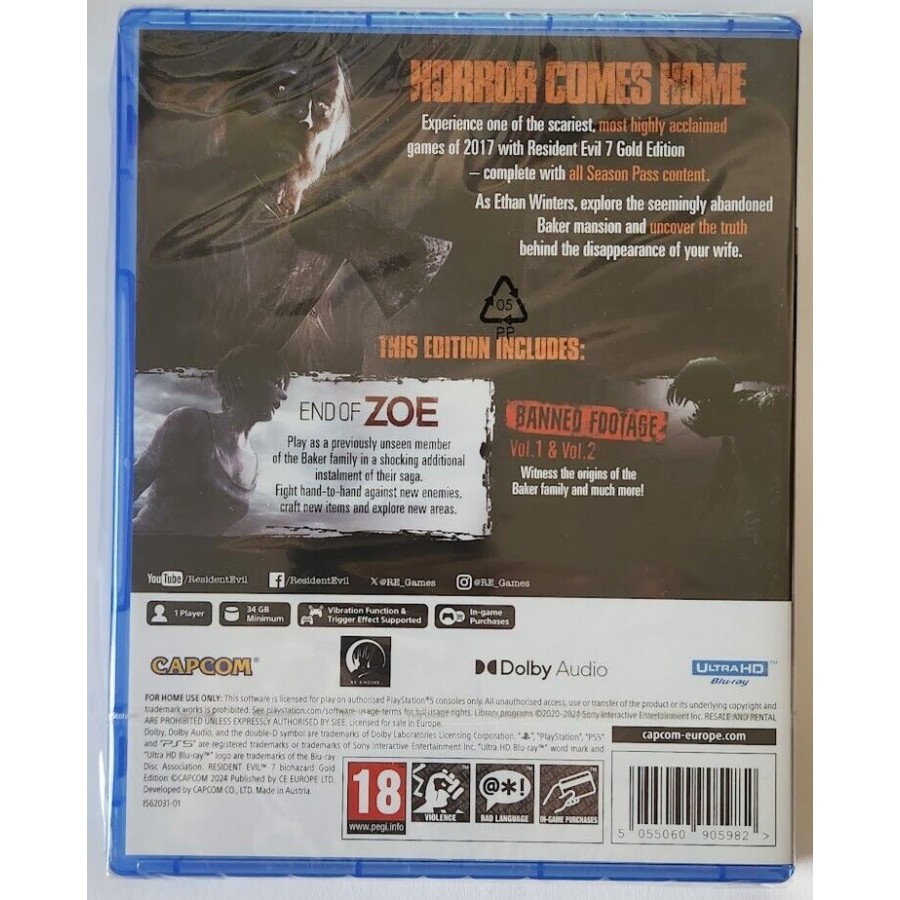 HORROR COMES HOME
Experience one of the scariest, most highly acclaimed
games of 2017 with Resident Evil 7 Gold Edition
– complete with all Season Pass content.
As Ethan Winters, explore the seemingly abandoned
Baker mansion and uncover the truth
behind the disappearance of your wife.
05
PP
THIS EDITION INCLUDES:
END OF ZOE
Play as a previously unseen member
of the Baker family in a shocking additional
instalment of their saga.
Fight hand-to-hand against new enemies,
craft new items and explore new areas.
BANNED FOOTAGE
Vol.1 & Vol.2
Witness the origins of the
Baker family and much more!
YouTube /ResidentEvil f /ResidentEvil X @RE_Games @RE_Games
1 Player
34 GB
Minimum
Vibration Function &
Trigger Effect Supported
In-game
Purchases
CAPCOM®
RE ENGINE
Dolby Audio
ULTRA HD™
Blu-ray
FOR HOME USE ONLY: This software is licensed for play on authorised PlayStation®5 consoles only. All unauthorised access, use or transfer of the product or its underlying copyright and
trademark works is prohibited. See playstation.com/software-usage-terms for full usage rights. Library programs ©2020-2024 Sony Interactive Entertainment Inc. RESALE AND RENTAL
ARE PROHIBITED UNLESS EXPRESSLY AUTHORISED BY SIEE. Licensed for sale in Europe.
Dolby, Dolby Audio, and the double-D symbol are trademarks of Dolby Laboratories Licensing Corporation. "PS", "PlayStation", "PS5"
and "PS5" are registered trademarks or trademarks of Sony Interactive Entertainment Inc. "Ultra HD Blu-ray™" word mark and
"Ultra HD Blu-ray™" logo are trademarks of the Blu-ray
Disc Association. RESIDENT EVIL™ 7 biohazard Gold
Edition ©CAPCOM 2024 Published by CE EUROPE LTD.
Developed by CAPCOM CO., LTD. Made in Austria.
IS62031-01
capcom-europe.com
18
www.pegi.info
VIOLENCE
@*!
BAD LANGUAGE
IN-GAME PURCHASES
5 055060 905982 >